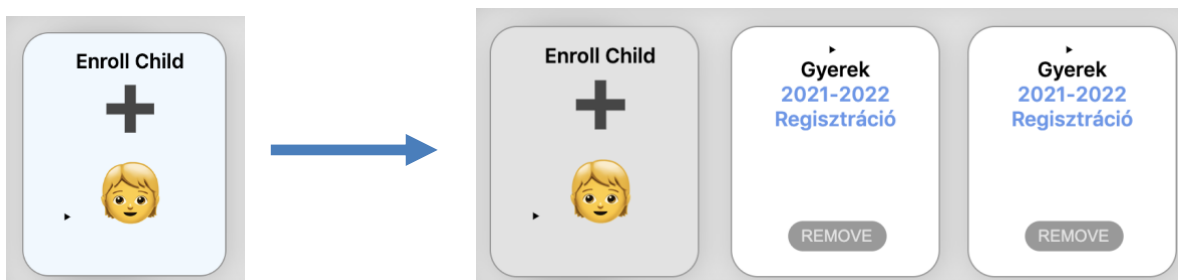 Enroll Child
Enroll Child
Gyerek
2021-2022
Regisztráció
REMOVE
Gyerek
2021-2022
Regisztráció
REMOVE